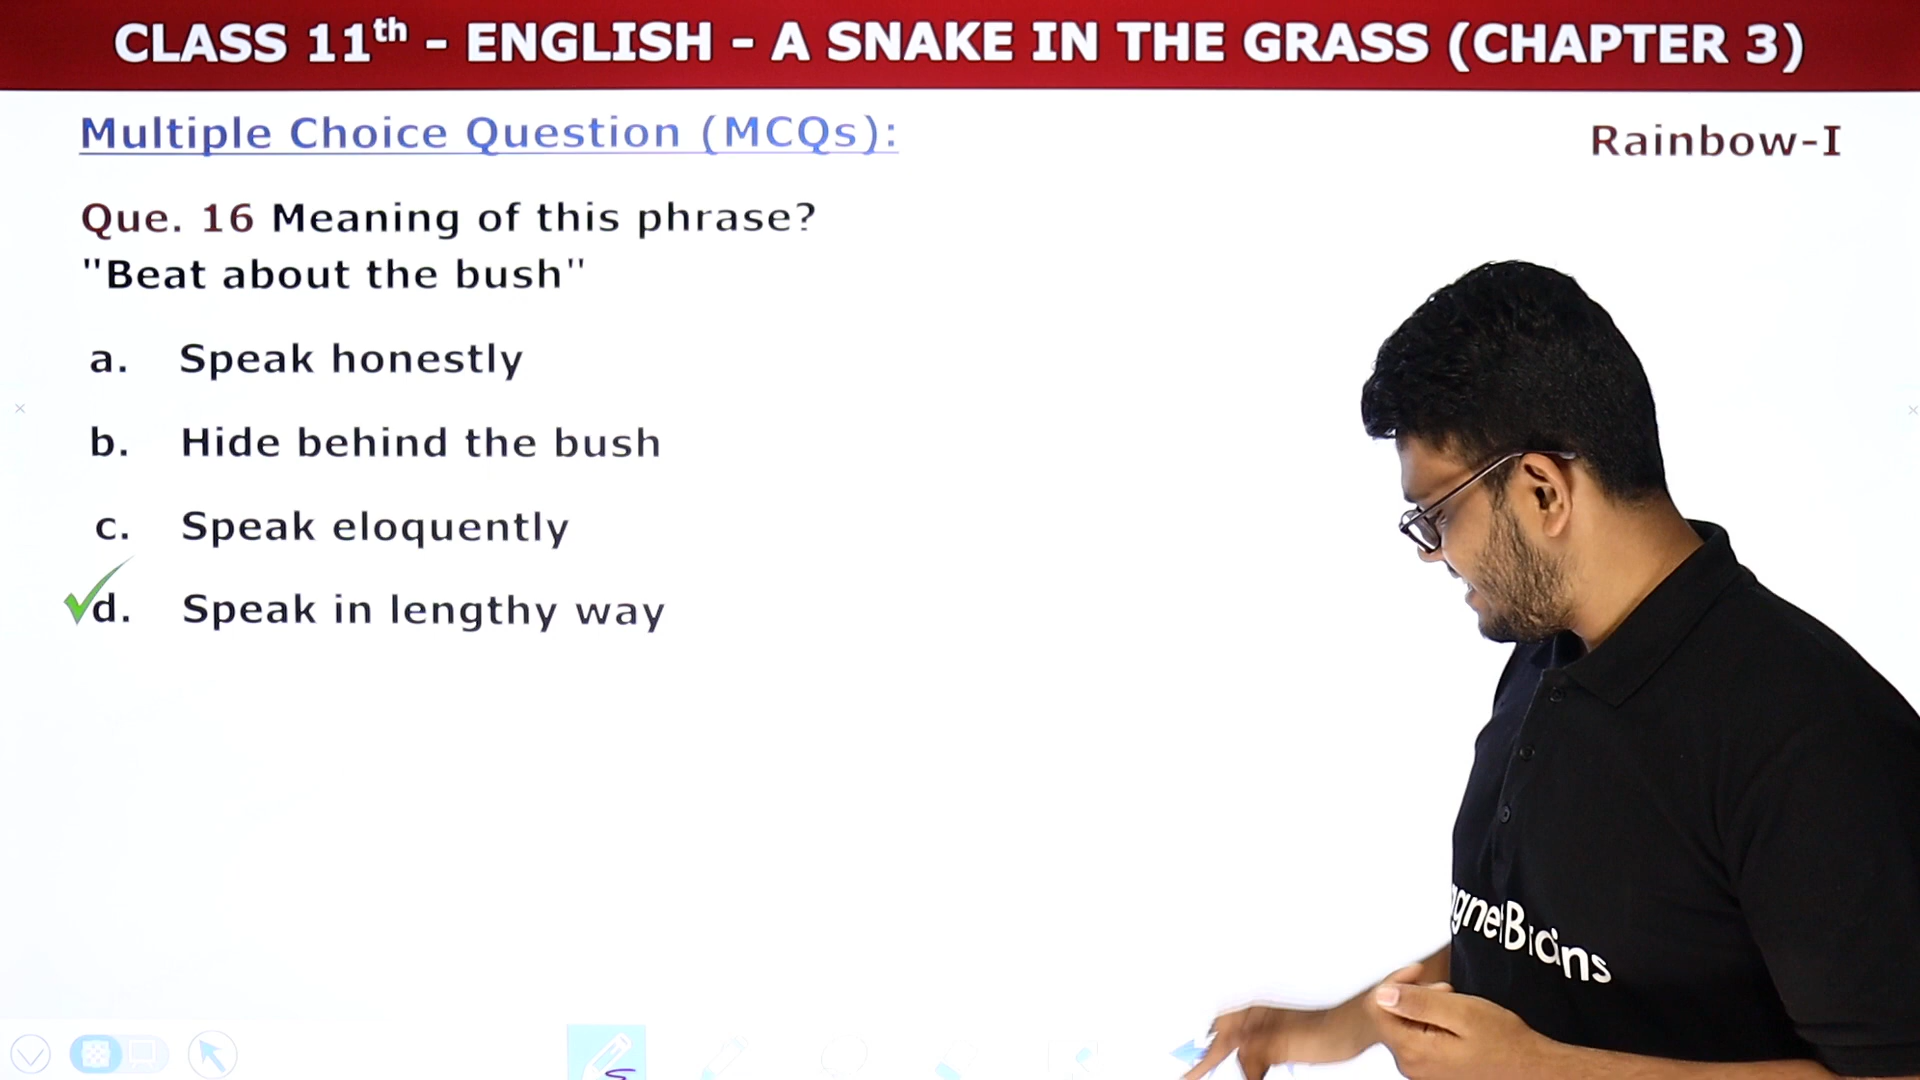 CLASS 11th - ENGLISH - A SNAKE IN THE GRASS (CHAPTER 3)
Multiple Choice Question (MCQs):
Rainbow-I
Que. 16 Meaning of this phrase?
"Beat about the bush"
a. Speak honestly
b. Hide behind the bush
c. Speak eloquently
d. Speak in lengthy way
gnetBrains